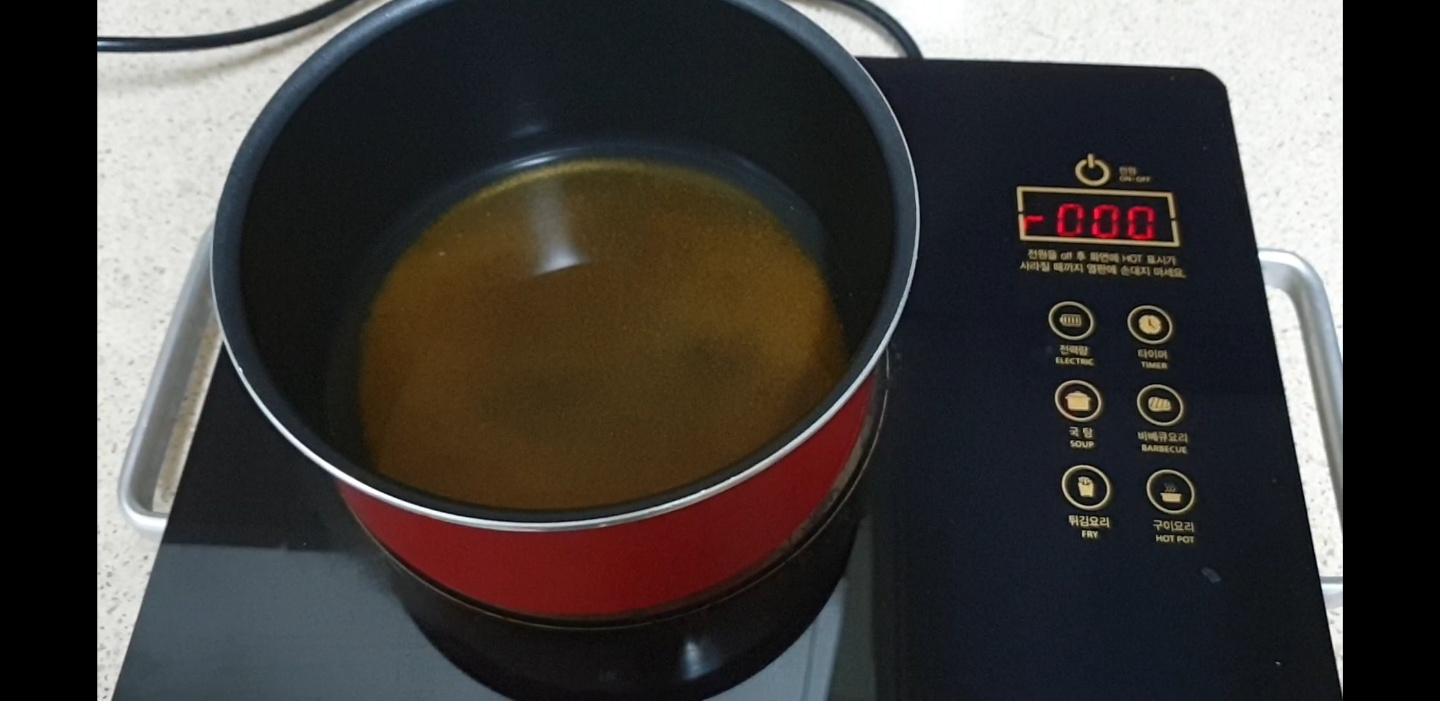 전원
ON·OFF
r000
전원을 off 후 화면에 HOT 표시가
사라질 때까지 열판에 손대지 마세요.
전력량
ELECTRIC
타이머
TIMER
국 탕
SOUP
바베큐요리
BARBECUE
튀김요리
FRY
구이요리
HOT POT